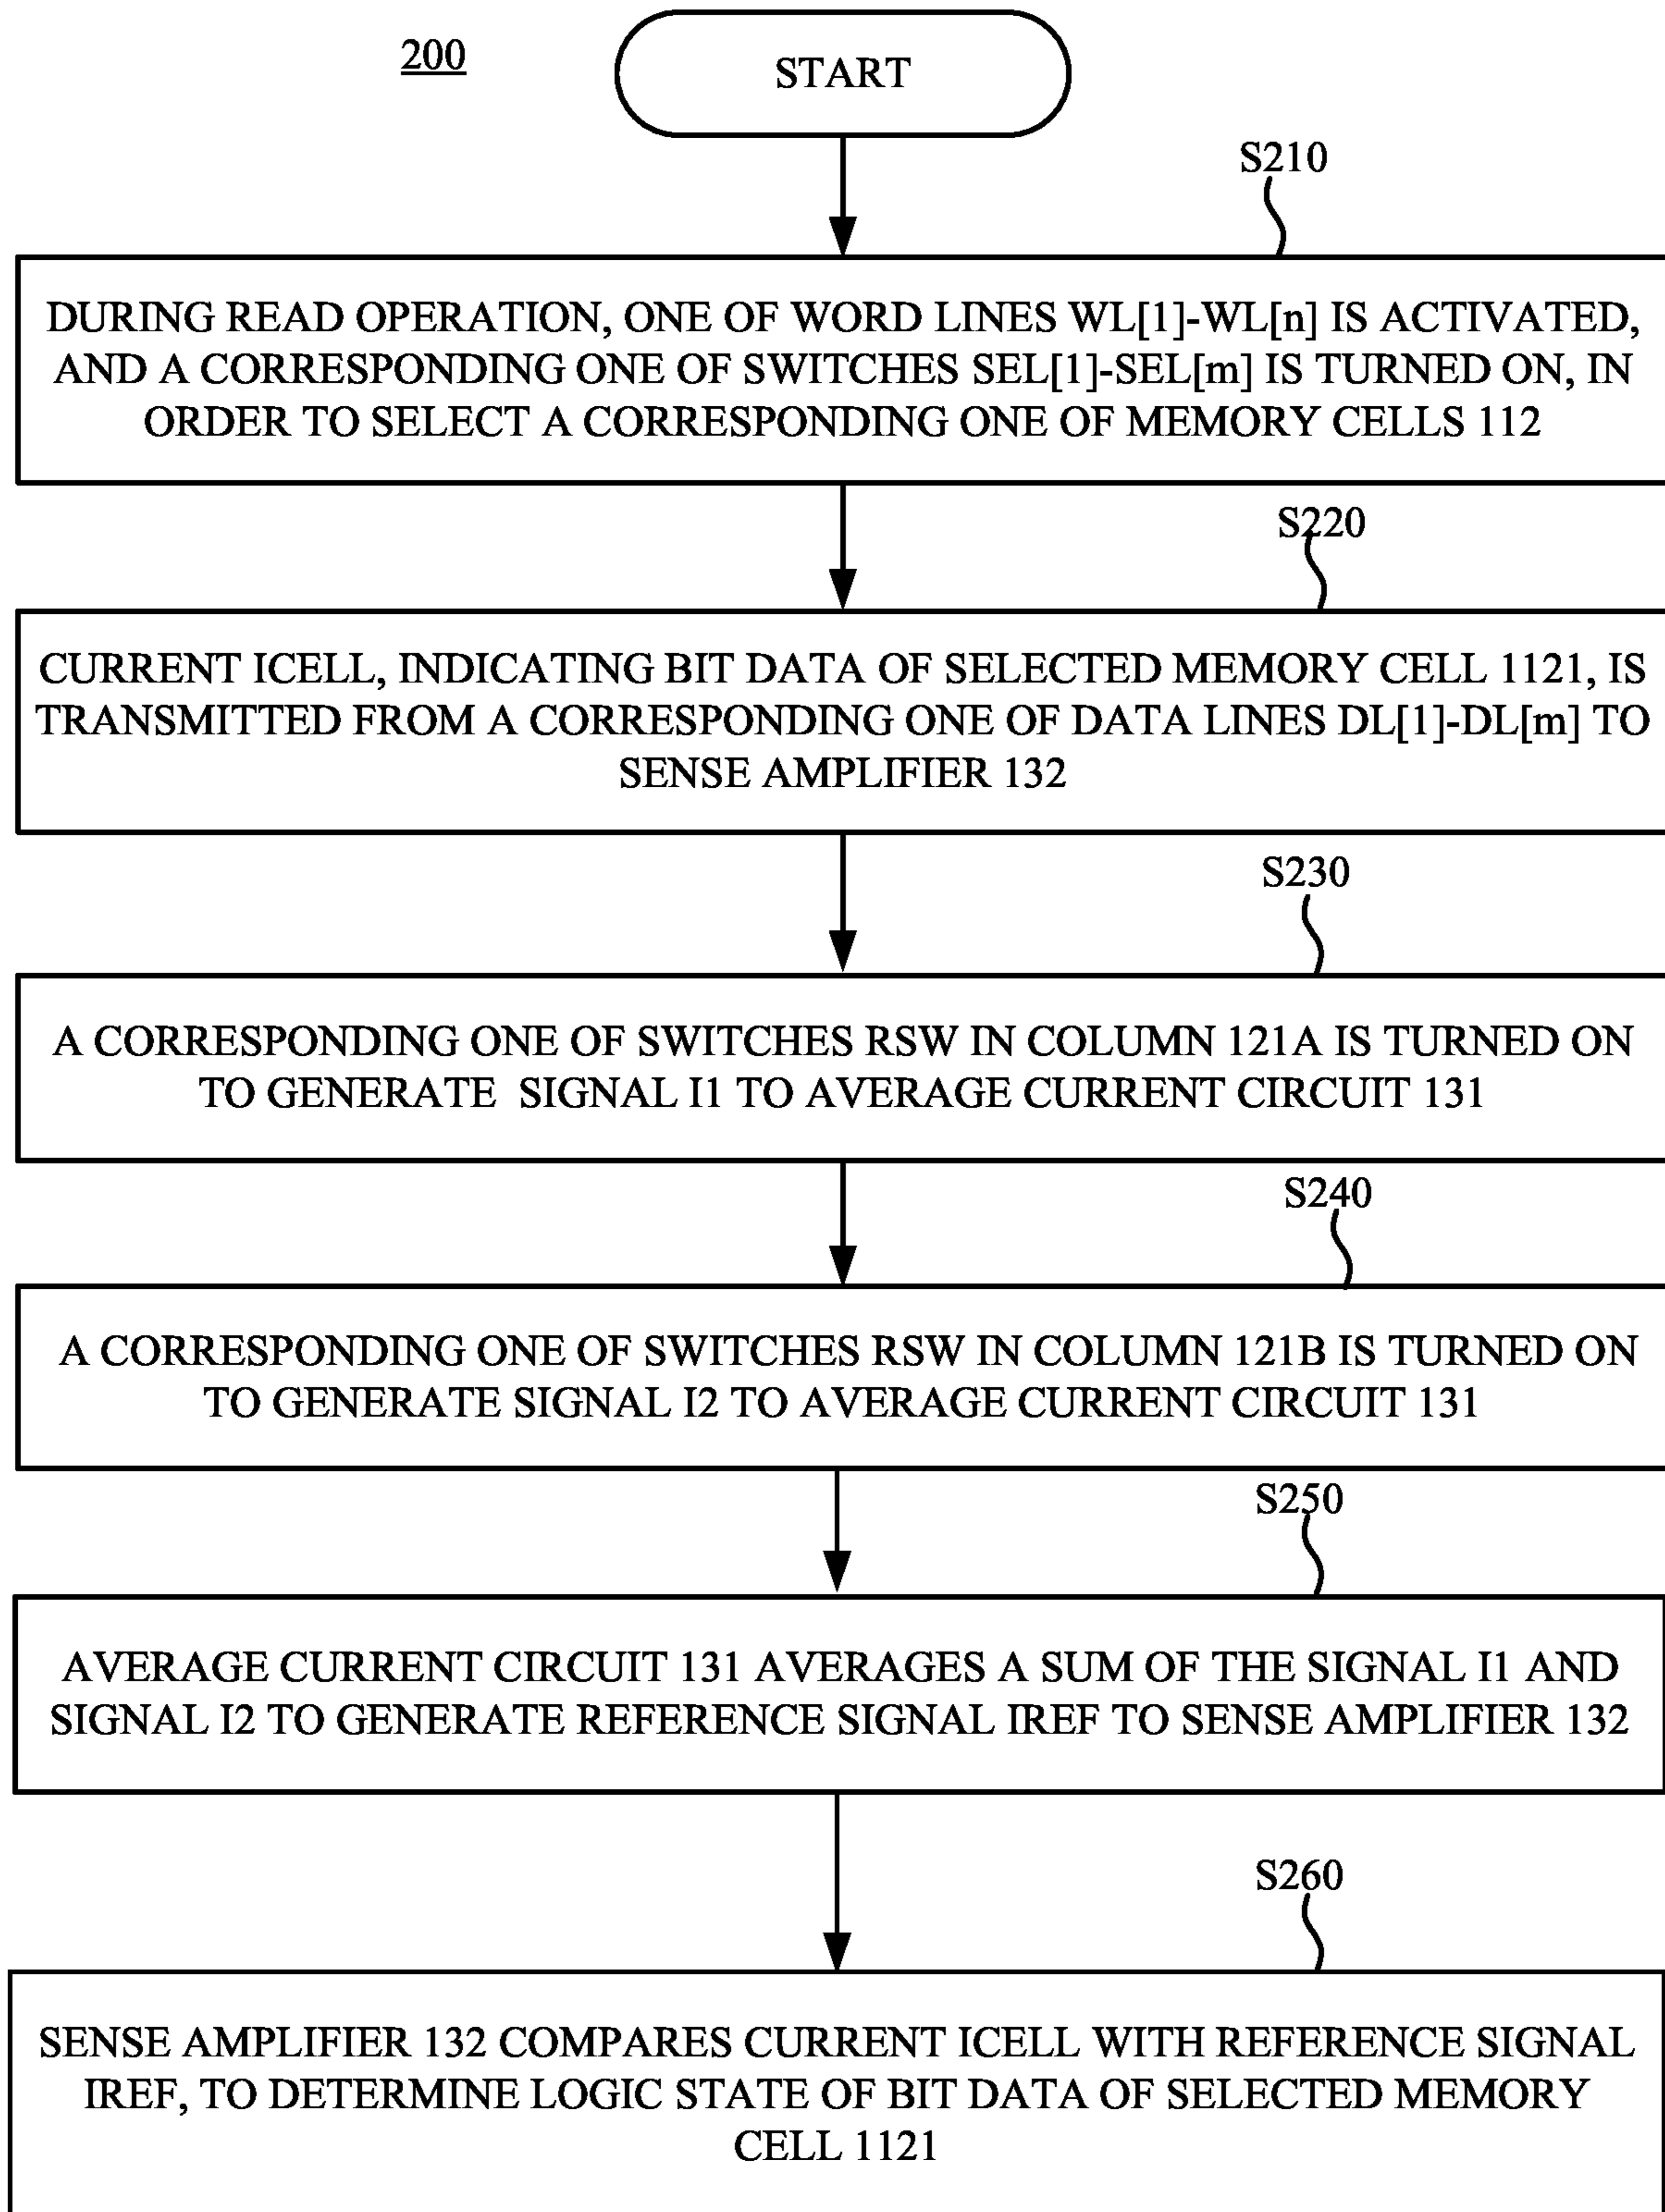 200
START
S210
DURING READ OPERATION, ONE OF WORD LINES WL[1]-WL[n] IS ACTIVATED,
AND A CORRESPONDING ONE OF SWITCHES SEL[1]-SEL[m] IS TURNED ON, IN
ORDER TO SELECT A CORRESPONDING ONE OF MEMORY CELLS 112
S220
CURRENT ICELL, INDICATING BIT DATA OF SELECTED MEMORY CELL 1121, IS
TRANSMITTED FROM A CORRESPONDING ONE OF DATA LINES DL[1]-DL[m] TO
SENSE AMPLIFIER 132
S230
A CORRESPONDING ONE OF SWITCHES RSW IN COLUMN 121A IS TURNED ON
TO GENERATE SIGNAL I1 TO AVERAGE CURRENT CIRCUIT 131
S240
A CORRESPONDING ONE OF SWITCHES RSW IN COLUMN 121B IS TURNED ON
TO GENERATE SIGNAL I2 TO AVERAGE CURRENT CIRCUIT 131
S250
AVERAGE CURRENT CIRCUIT 131 AVERAGES A SUM OF THE SIGNAL I1 AND
SIGNAL I2 TO GENERATE REFERENCE SIGNAL IREF TO SENSE AMPLIFIER 132
S260
SENSE AMPLIFIER 132 COMPARES CURRENT ICELL WITH REFERENCE SIGNAL
IREF, TO DETERMINE LOGIC STATE OF BIT DATA OF SELECTED MEMORY
CELL 1121